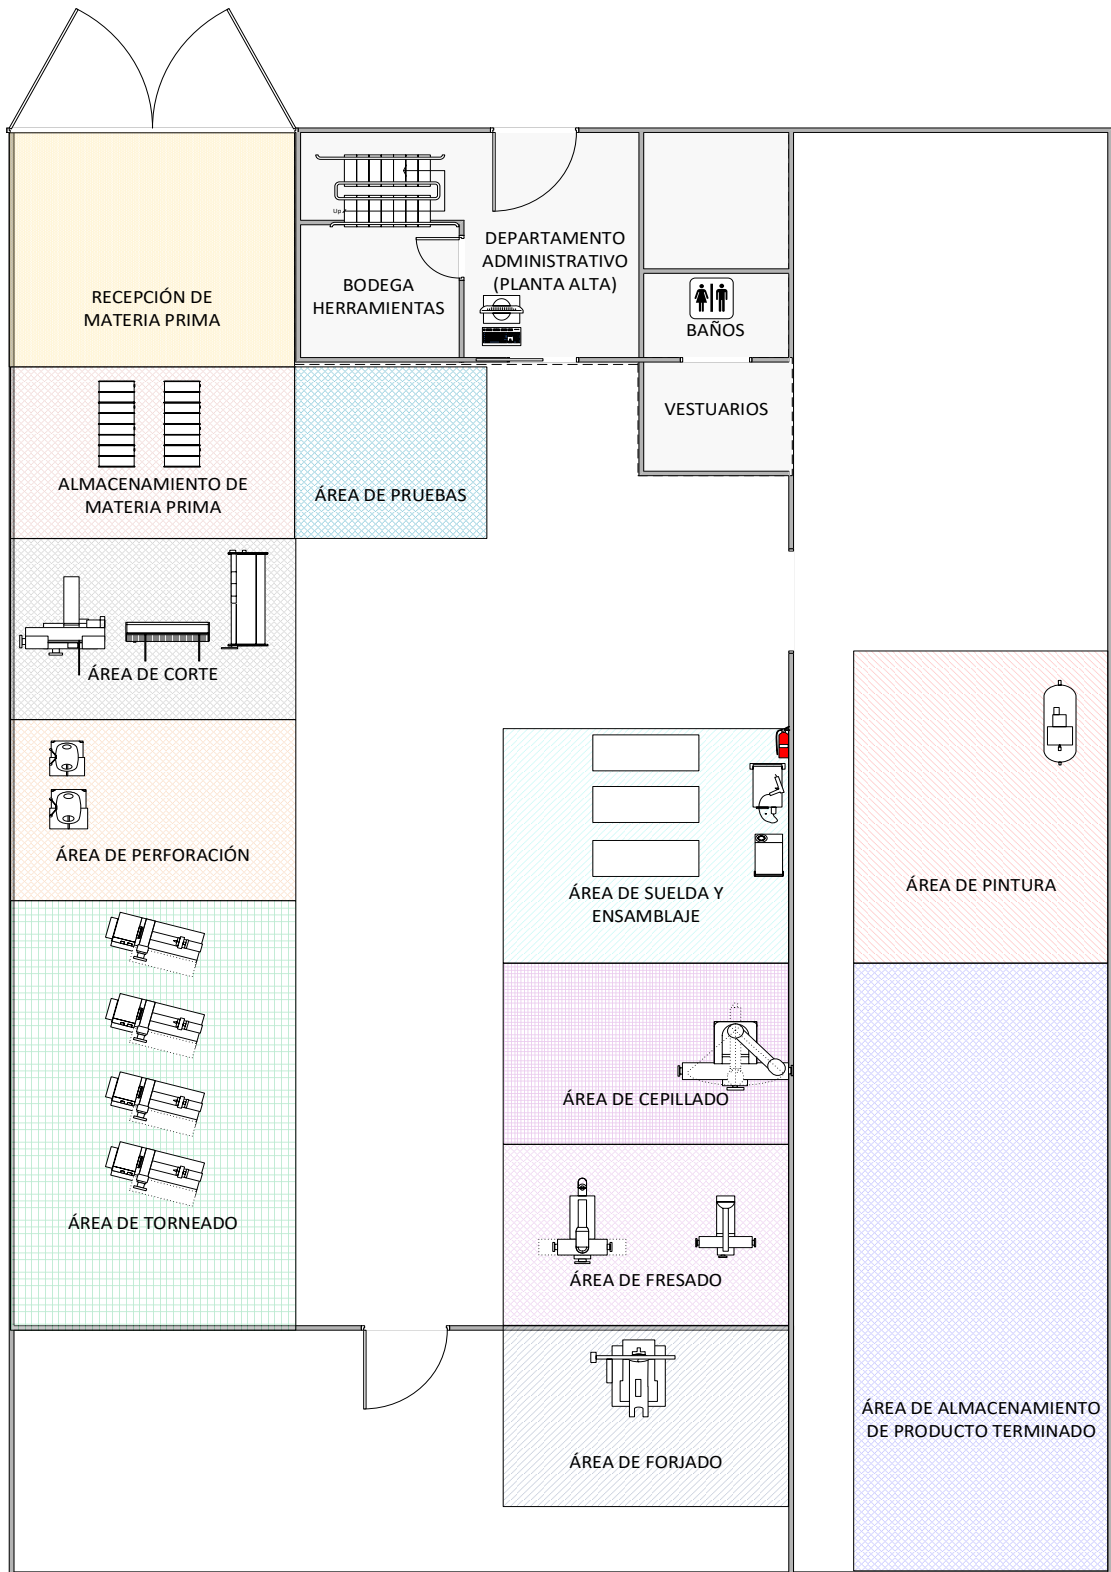 Up
DEPARTAMENTO
ADMINISTRATIVO
(PLANTA ALTA)
BODEGA
HERRAMIENTAS
RECEPCIÓN DE
MATERIA PRIMA
BAÑOS
VESTUARIOS
ALMACENAMIENTO DE
MATERIA PRIMA
ÁREA DE PRUEBAS
ÁREA DE CORTE
ÁREA DE PERFORACIÓN
ÁREA DE SUELDA Y
ENSAMBLAJE
ÁREA DE PINTURA
ÁREA DE CEPILLADO
ÁREA DE TORNEADO
ÁREA DE FRESADO
ÁREA DE ALMACENAMIENTO
DE PRODUCTO TERMINADO
ÁREA DE FORJADO